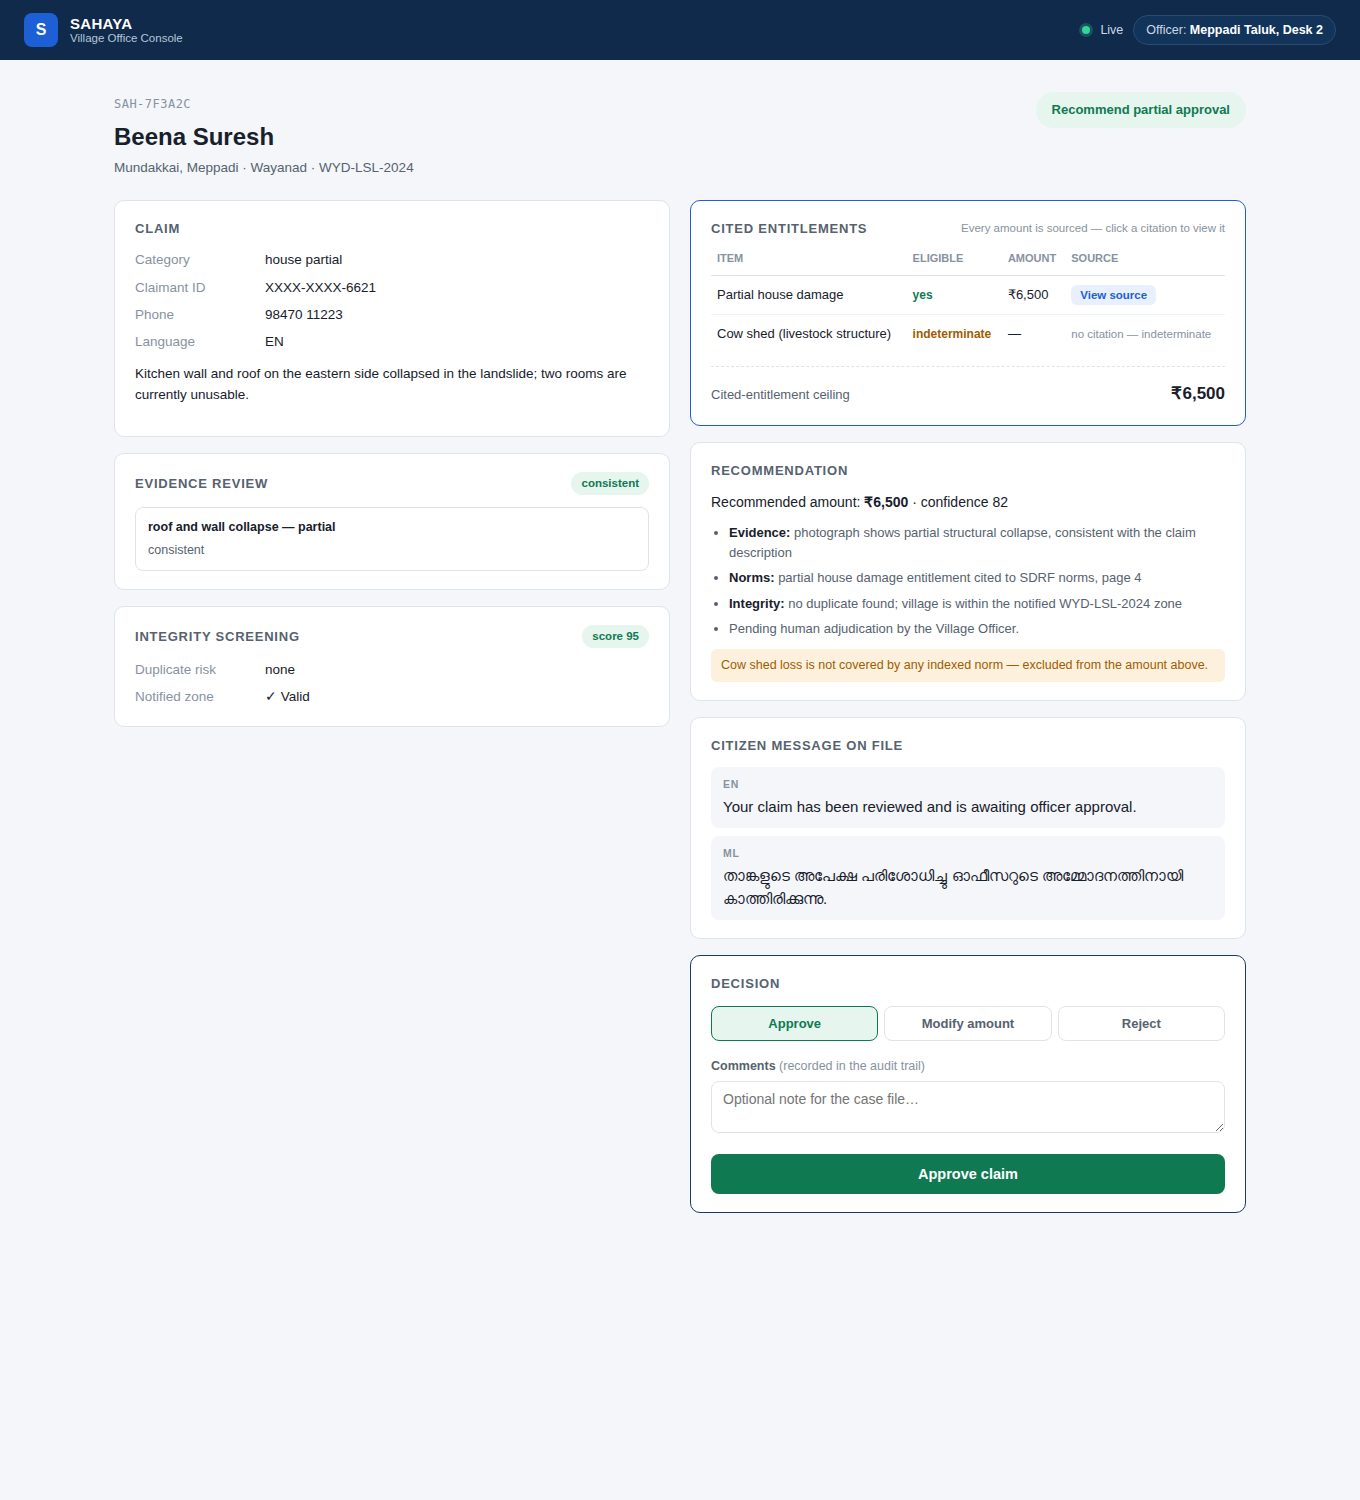 S
SAHAYA
Village Office Console
Live
Officer: Meppadi Taluk, Desk 2
SAH-7F3A2C
Beena Suresh
Mundakkai, Meppadi · Wayanad · WYD-LSL-2024
Recommend partial approval
CLAIM
Category house partial
Claimant ID XXXX-XXXX-6621
Phone 98470 11223
Language EN
Kitchen wall and roof on the eastern side collapsed in the landslide; two rooms are
currently unusable.
EVIDENCE REVIEW consistent
roof and wall collapse — partial
consistent
INTEGRITY SCREENING score 95
Duplicate risk none
Notified zone ✓ Valid
CITED ENTITLEMENTS Every amount is sourced — click a citation to view it
ITEM ELIGIBLE AMOUNT SOURCE
Partial house damage yes ₹6,500 View source
Cow shed (livestock structure) indeterminate — no citation — indeterminate
Cited-entitlement ceiling ₹6,500
RECOMMENDATION
Recommended amount: ₹6,500 · confidence 82
• Evidence: photograph shows partial structural collapse, consistent with the claim
description
• Norms: partial house damage entitlement cited to SDRF norms, page 4
• Integrity: no duplicate found; village is within the notified WYD-LSL-2024 zone
• Pending human adjudication by the Village Officer.
Cow shed loss is not covered by any indexed norm — excluded from the amount above.
CITIZEN MESSAGE ON FILE
EN
Your claim has been reviewed and is awaiting officer approval.
ML
താങ്കളുടെ അപേക്ഷ പരിശോധിച്ചു ഓഫീസറുടെ അമ്മോദനത്തിനായി
കാത്തിരിക്കുന്നു.
DECISION
Approve Modify amount Reject
Comments (recorded in the audit trail)
Optional note for the case file…
Approve claim